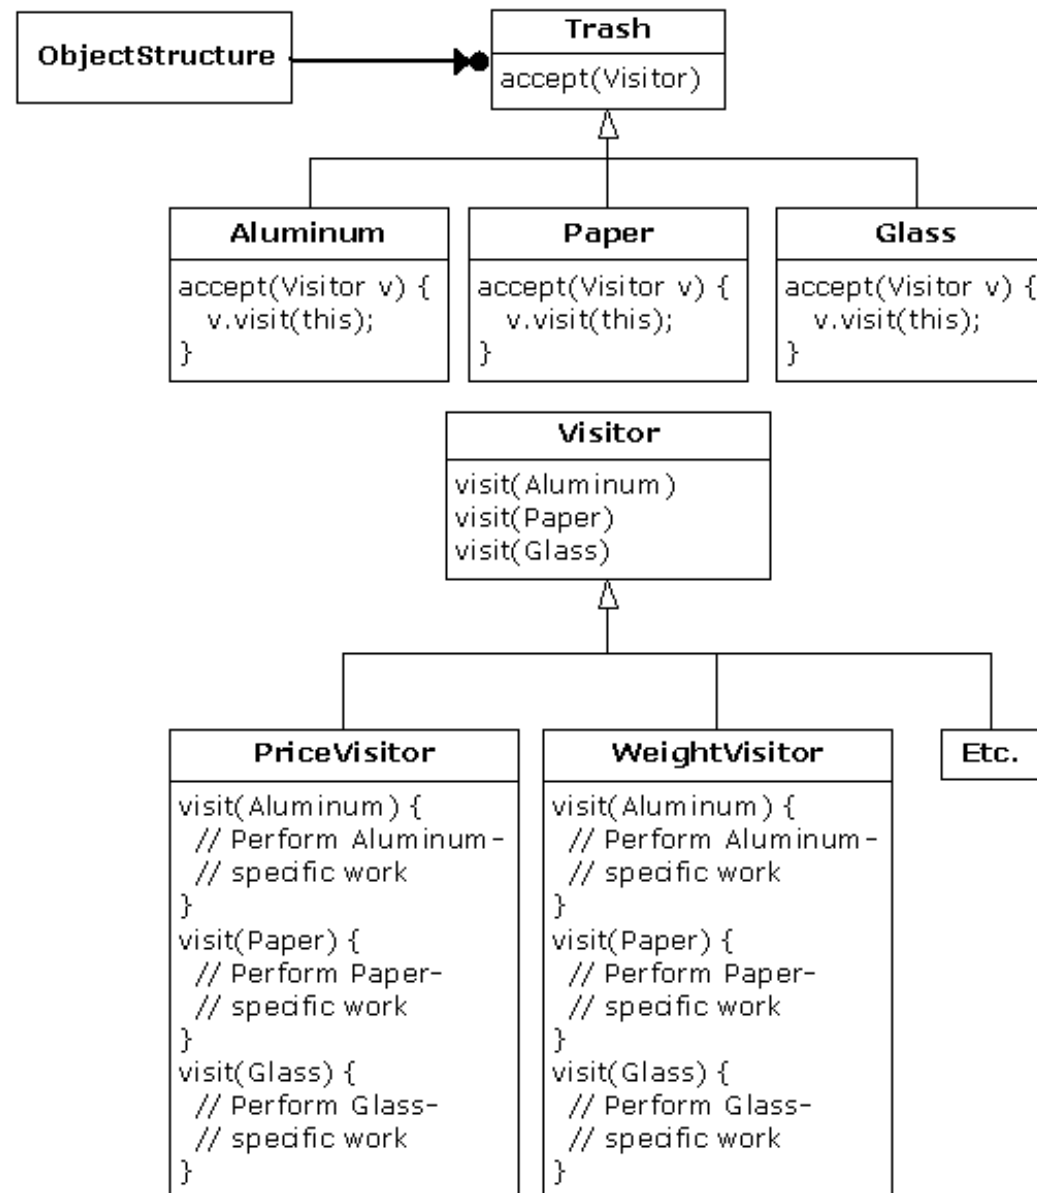 ObjectStructure
Trash
accept(Visitor)
Aluminum
accept(Visitor v) {
v.visit(this);
}
Paper
accept(Visitor v) {
v.visit(this);
}
Glass
accept(Visitor v) {
v.visit(this);
}
Visitor
visit(Aluminum)
visit(Paper)
visit(Glass)
PriceVisitor
visit(Aluminum) {
// Perform Aluminum-
// specific work
}
visit(Paper) {
// Perform Paper-
// specific work
}
visit(Glass) {
// Perform Glass-
// specific work
}
WeightVisitor
visit(Aluminum) {
// Perform Aluminum-
// specific work
}
visit(Paper) {
// Perform Paper-
// specific work
}
visit(Glass) {
// Perform Glass-
// specific work
}
Etc.